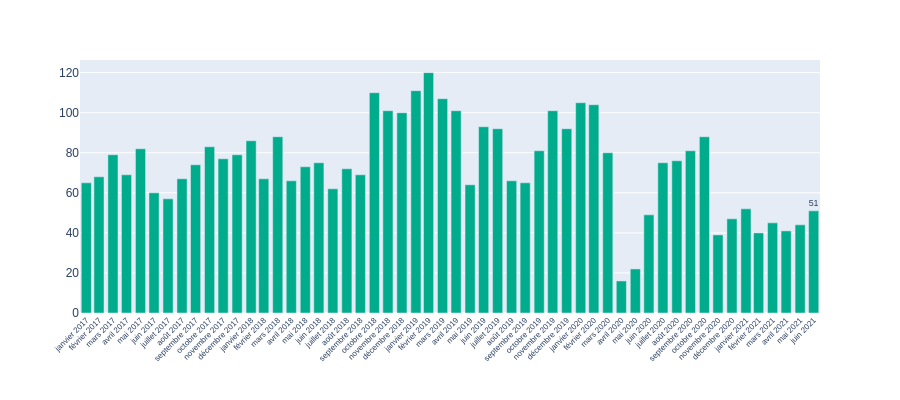 120
100
80
60
40
20
0
51
janvier 2017
février 2017
mars 2017
avril 2017
mai 2017
juin 2017
juillet 2017
août 2017
septembre 2017
octobre 2017
novembre 2017
décembre 2017
janvier 2018
février 2018
mars 2018
avril 2018
mai 2018
juin 2018
juillet 2018
août 2018
septembre 2018
octobre 2018
novembre 2018
décembre 2018
janvier 2019
février 2019
mars 2019
avril 2019
mai 2019
juin 2019
juillet 2019
août 2019
septembre 2019
octobre 2019
novembre 2019
décembre 2019
janvier 2020
février 2020
mars 2020
avril 2020
mai 2020
juin 2020
juillet 2020
août 2020
septembre 2020
octobre 2020
novembre 2020
décembre 2020
janvier 2021
février 2021
mars 2021
avril 2021
mai 2021
juin 2021